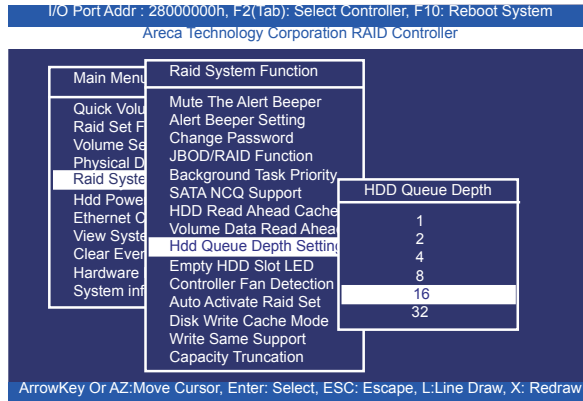 I/O Port Addr : 28000000h, F2(Tab): Select Controller, F10: Reboot System
Areca Technology Corporation RAID Controller
Main Menu
Quick Volu
Raid Set F
Volume Se
Physical D
Raid Syste
Hdd Powe
Ethernet C
View Syste
Clear Even
Hardware
System inf
Raid System Function
Mute The Alert Beeper
Alert Beeper Setting
Change Password
JBOD/RAID Function
Background Task Priority
SATA NCQ Support
HDD Read Ahead Cache
Volume Data Read Ahead
Hdd Queue Depth Setting
Empty HDD Slot LED
Controller Fan Detection
Auto Activate Raid Set
Disk Write Cache Mode
Write Same Support
Capacity Truncation
HDD Queue Depth
1
2
4
8
16
32
ArrowKey Or AZ:Move Cursor, Enter: Select, ESC: Escape, L:Line Draw, X: Redraw